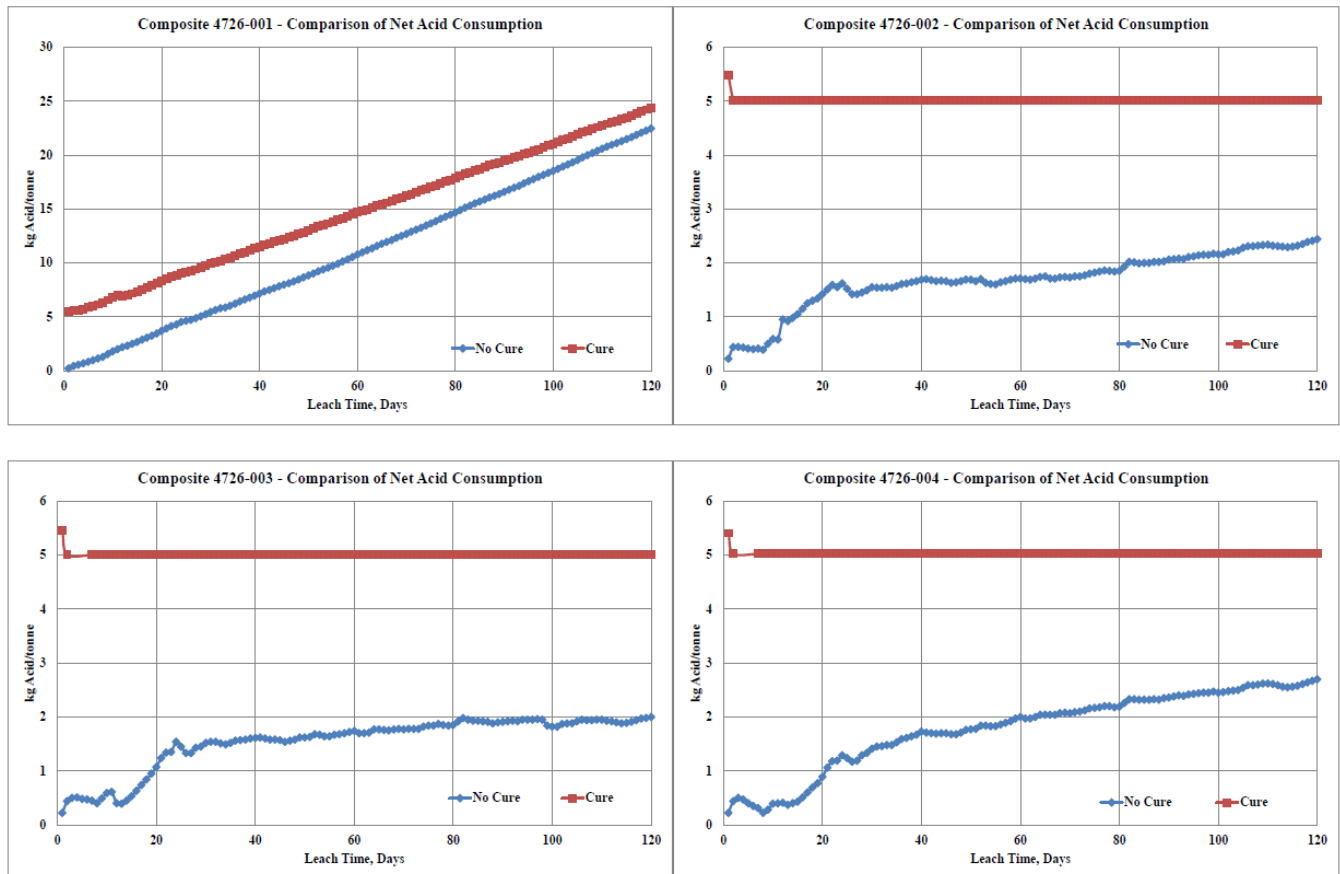 Composite 4726-001 - Comparison of Net Acid Consumption
30
25
20
15
10
5
0
kg Acid/tonne
No Cure
Cure
0 20 40 60 80 100 120
Leach Time, Days
Composite 4726-002 - Comparison of Net Acid Consumption
6
5
4
3
2
1
0
kg Acid/tonne
No Cure
Cure
0 20 40 60 80 100 120
Leach Time, Days
Composite 4726-003 - Comparison of Net Acid Consumption
6
5
4
3
2
1
0
kg Acid/tonne
No Cure
Cure
0 20 40 60 80 100 120
Leach Time, Days
Composite 4726-004 - Comparison of Net Acid Consumption
6
5
4
3
2
1
0
kg Acid/tonne
No Cure
Cure
0 20 40 60 80 100 120
Leach Time, Days